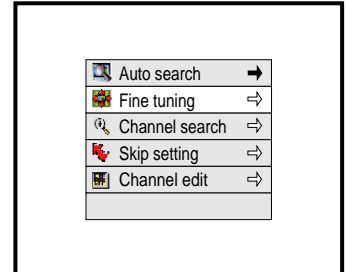 Auto search
Fine tuning
Channel search
Skip setting
Channel edit